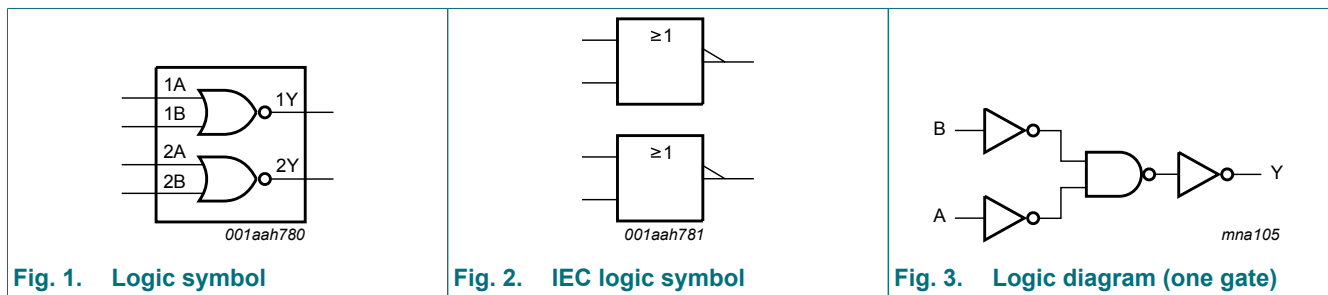 1A
1B
1Y
2A
2B
2Y
001aah780
Fig. 1. Logic symbol
≥1
≥1
001aah781
Fig. 2. IEC logic symbol
B
A
Y
mna105
Fig. 3. Logic diagram (one gate)